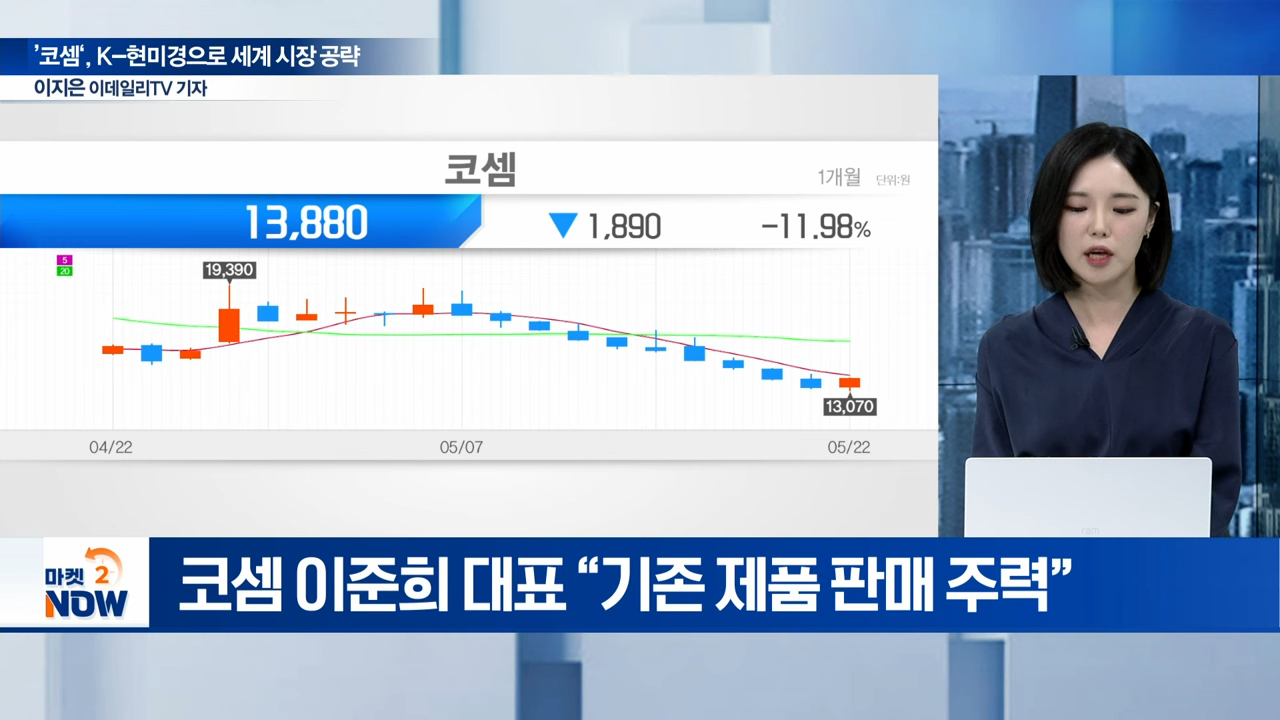 ’코셈‘, K-현미경으로 세계 시장 공략
이지은 이데일리TV 기자
코셈
1개월 단위:원
13,880 ▼ 1,890 -11.98%
5
20
19,390
13,070
04/22 05/07 05/22
마켓 2
NOW
코셈 이준희 대표 “기존 제품 판매 주력”
gram